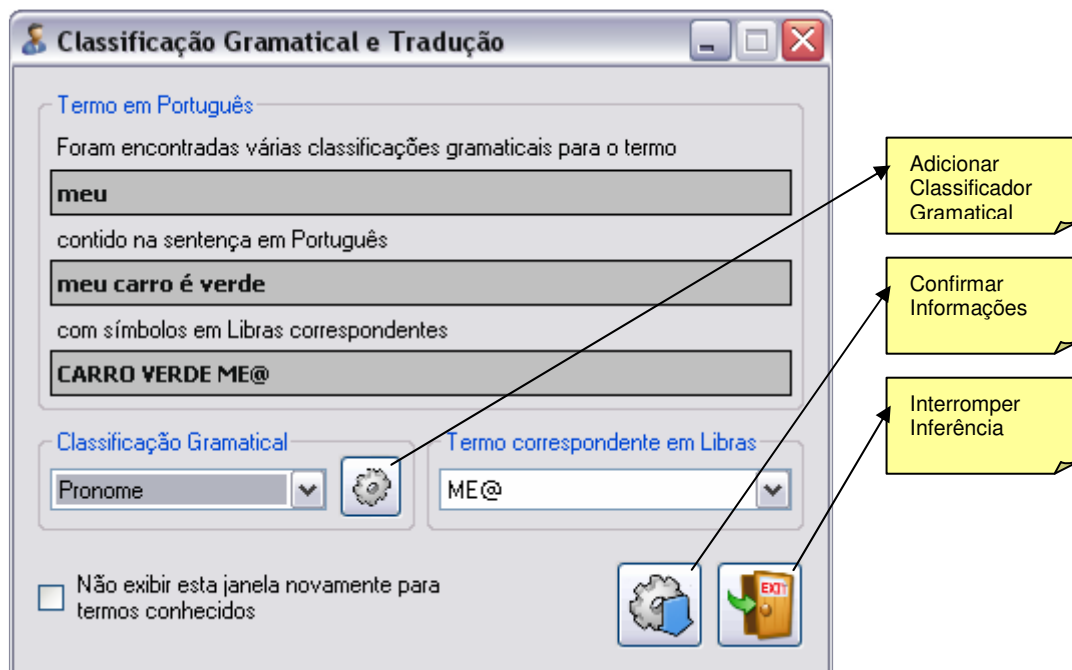 Classificação Gramatical e Tradução
Termo em Português
Foram encontradas várias classificações gramaticais para o termo
meu
contido na sentença em Português
meu carro é verde
com símbolos em Libras correspondentes
CARRO VERDE ME@
Classificação Gramatical
Pronome
Termo correspondente em Libras
ME@
Não exibir esta janela novamente para
termos conhecidos
EXIT
Adicionar
Classificador
Gramatical
Confirmar
Informações
Interromper
Inferência